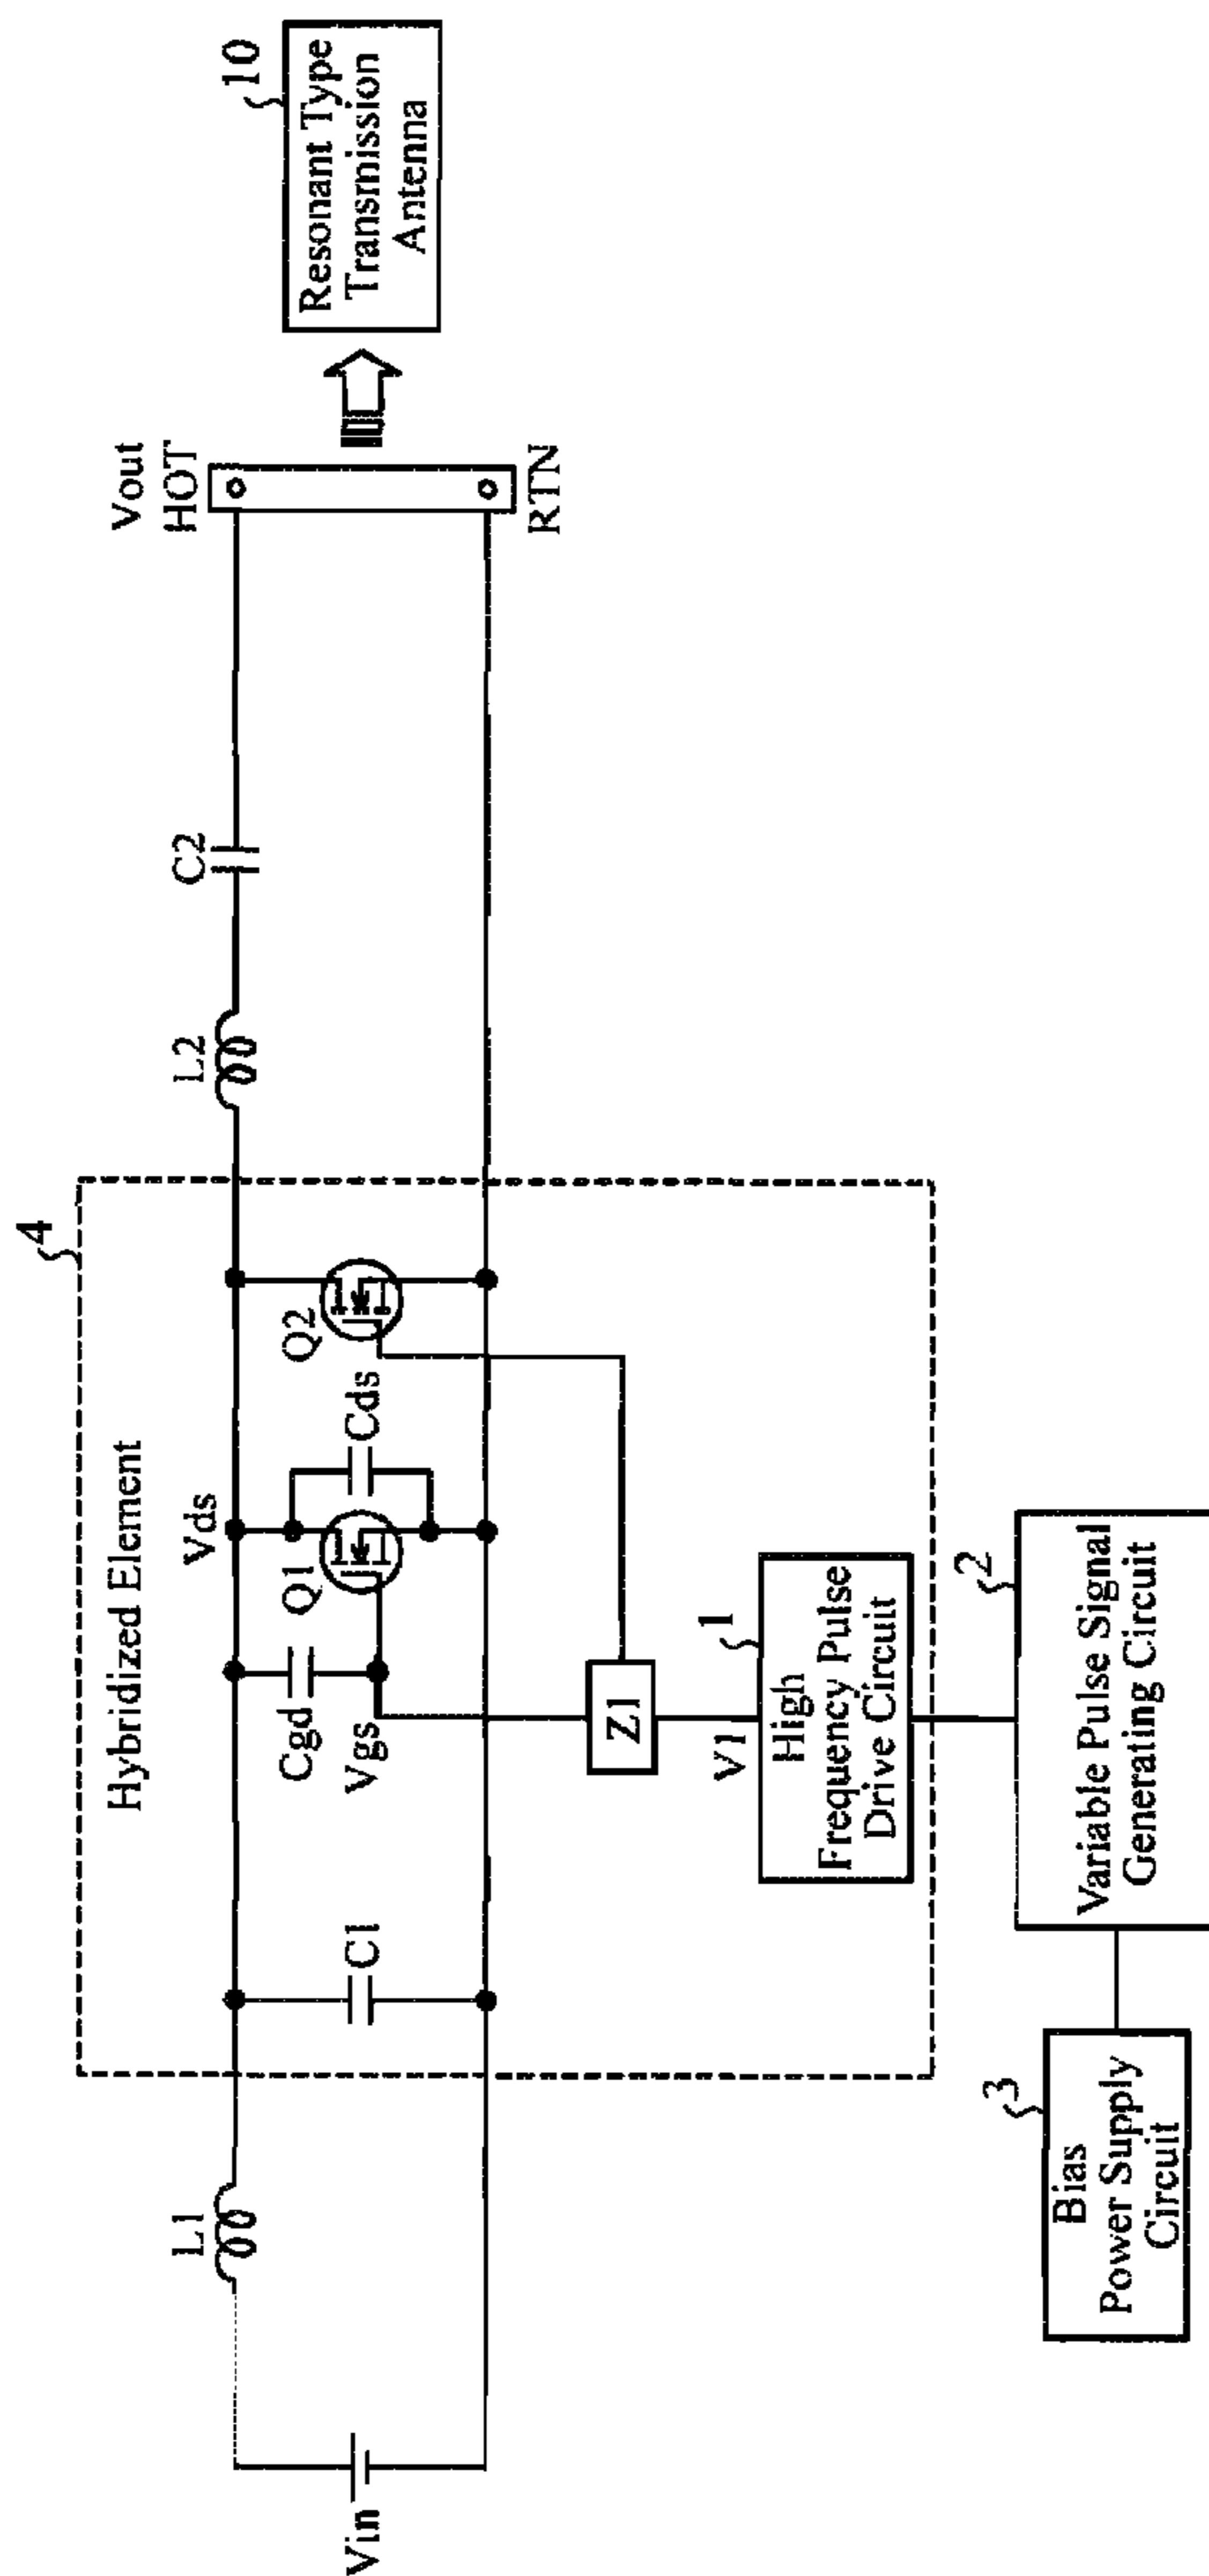 Vin
L1
C1
Hybridized Element
4
Cgd
Vgs
Vds
Q1
Cds
Q2
Z1
V1
1
High
Frequency Pulse
Drive Circuit
2
Variable Pulse Signal
Generating Circuit
3
Bias
Power Supply
Circuit
L2
C2
Vout
HOT
RTN
10
Resonant Type
Transmission
Antenna